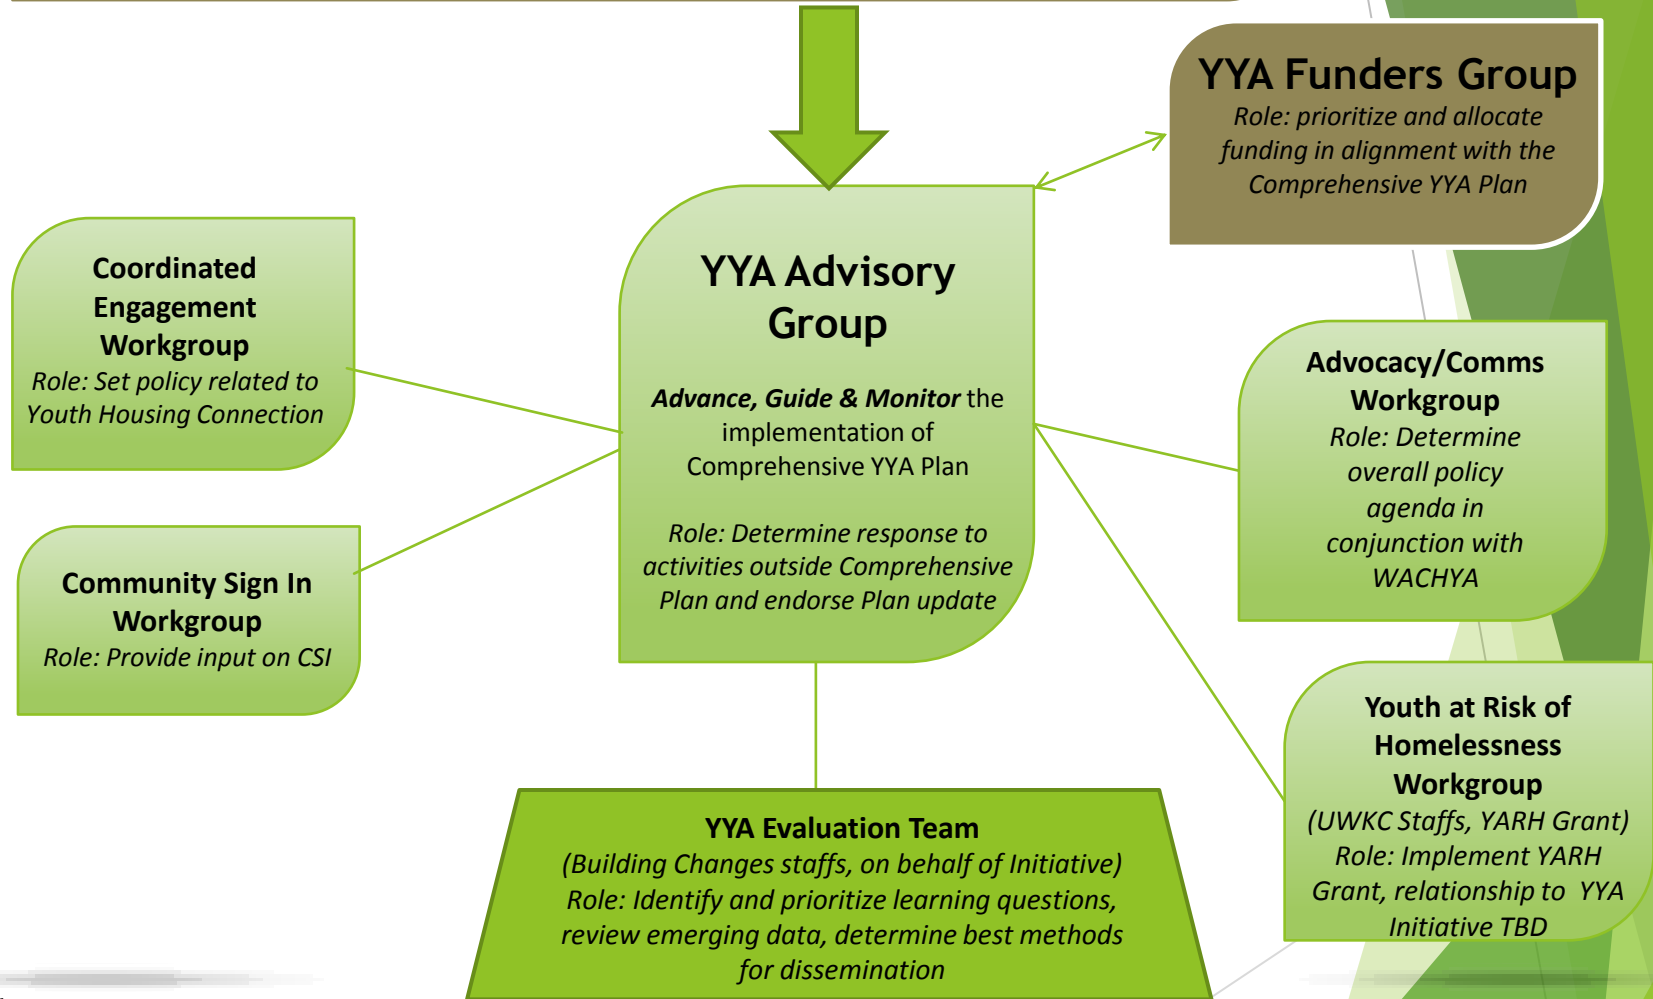 YYA Funders Group
Role: prioritize and allocate
funding in alignment with the
Comprehensive YYA Plan
Coordinated
Engagement
Workgroup
Role: Set policy related to
Youth Housing Connection
YYA Advisory
Group
Advance, Guide & Monitor the
implementation of
Comprehensive YYA Plan
Role: Determine response to
activities outside Comprehensive
Plan and endorse Plan update
Advocacy/Comms
Workgroup
Role: Determine
overall policy
agenda in
conjunction with
WACHYA
Community Sign In
Workgroup
Role: Provide input on CSI
Youth at Risk of
Homelessness
Workgroup
(UWKC Staffs, YARH Grant)
Role: Implement YARH
Grant, relationship to YYA
Initiative TBD
YYA Evaluation Team
(Building Changes staffs, on behalf of Initiative)
Role: Identify and prioritize learning questions,
review emerging data, determine best methods
for dissemination